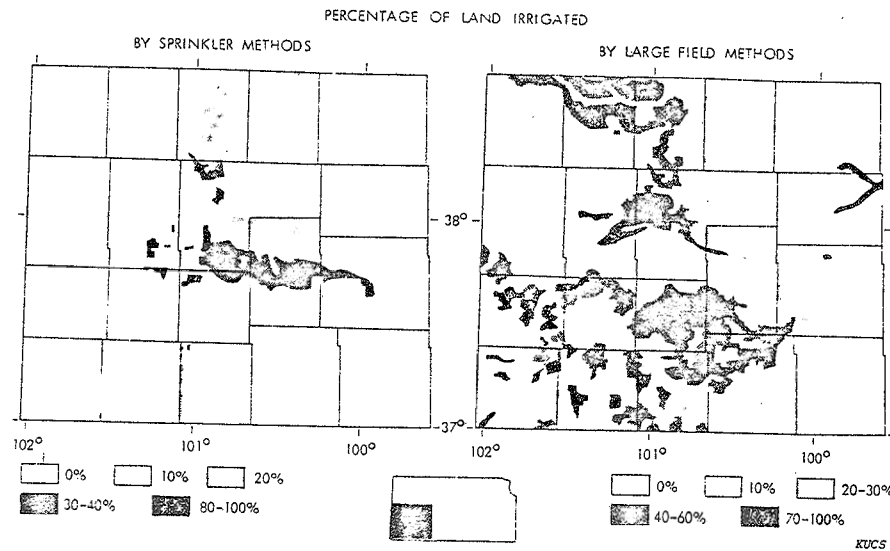 PERCENTAGE OF LAND IRRIGATED
BY SPRINKLER METHODS
BY LARGE FIELD METHODS
102° 101° 100°
38°
37°
102° 101° 100°
0% 10% 20%
30-40% 80-100%
0% 10% 20-30%
40-60% 70-100%
KUCS